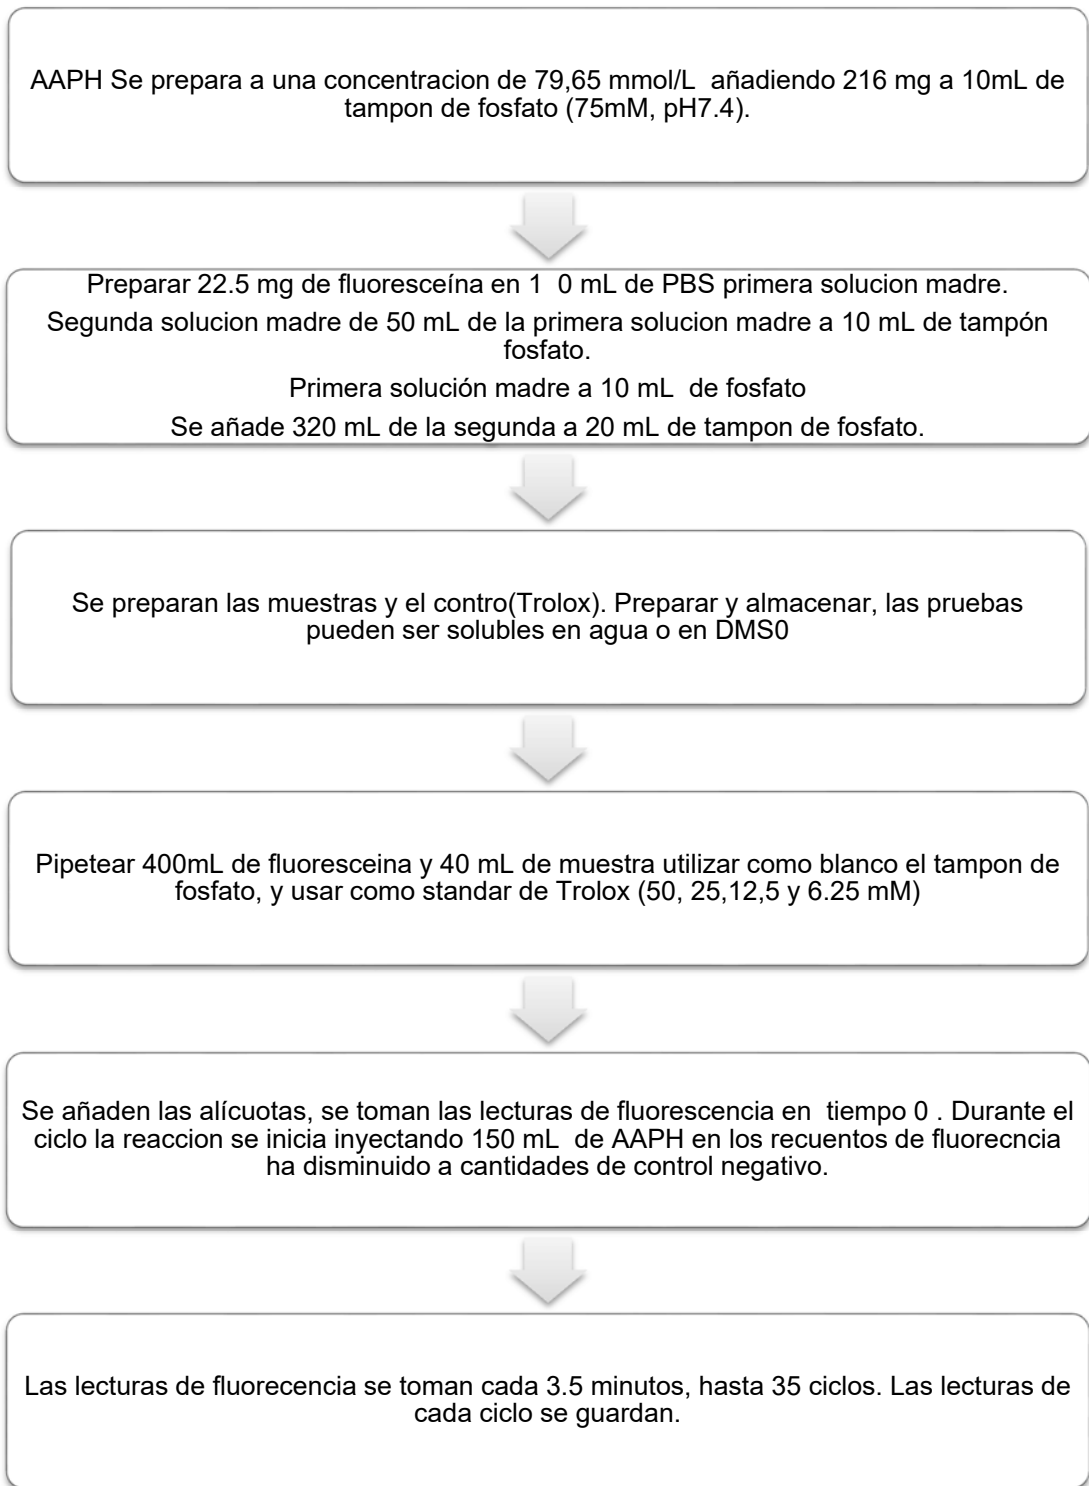 AAPH Se prepara a una concentracion de 79,65 mmol/L añadiendo 216 mg a 10mL de
tampon de fosfato (75mM, pH7.4).
Preparar 22.5 mg de fluoresceína en 1 0 mL de PBS primera solucion madre.
Segunda solucion madre de 50 mL de la primera solucion madre a 10 mL de tampón
fosfato.
Primera solución madre a 10 mL de fosfato
Se añade 320 mL de la segunda a 20 mL de tampon de fosfato.
Se preparan las muestras y el contro(Trolox). Preparar y almacenar, las pruebas
pueden ser solubles en agua o en DMS0
Pipetear 400mL de fluoresceina y 40 mL de muestra utilizar como blanco el tampon de
fosfato, y usar como standar de Trolox (50, 25,12,5 y 6.25 mM)
Se añaden las alícuotas, se toman las lecturas de fluorescencia en tiempo 0 . Durante el
ciclo la reaccion se inicia inyectando 150 mL de AAPH en los recuentos de fluorecncia
ha disminuido a cantidades de control negativo.
Las lecturas de fluorecencia se toman cada 3.5 minutos, hasta 35 ciclos. Las lecturas de
cada ciclo se guardan.